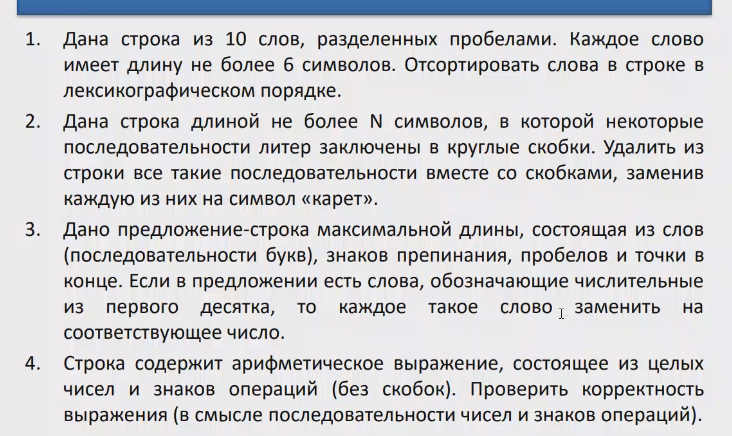 1. Дана строка из 10 слов, разделенных пробелами. Каждое слово
имеет длину не более 6 символов. Отсортировать слова в строке в
лексикографическом порядке.
2. Дана строка длиной не более N символов, в которой некоторые
последовательности литер заключены в круглые скобки. Удалить из
строки все такие последовательности вместе со скобками, заменив
каждую из них на символ «карет».
3. Дано предложение-строка максимальной длины, состоящая из слов
(последовательности букв), знаков препинания, пробелов и точки в
конце. Если в предложении есть слова, обозначающие числительные
из первого десятка, то каждое такое слово заменить на
соответствующее число.
4. Строка содержит арифметическое выражение, состоящее из целых
чисел и знаков операций (без скобок). Проверить корректность
выражения (в смысле последовательности чисел и знаков операций).